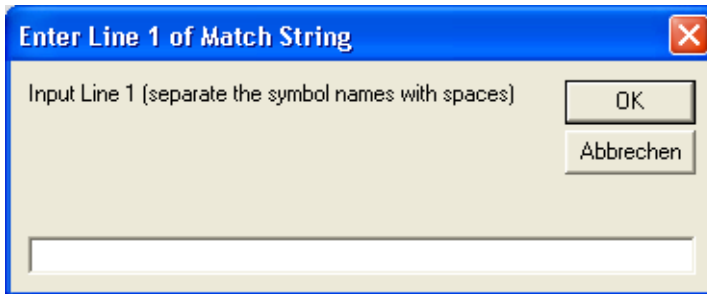 Enter Line 1 of Match String
Input Line 1 (separate the symbol names with spaces)
OK
Abbrechen